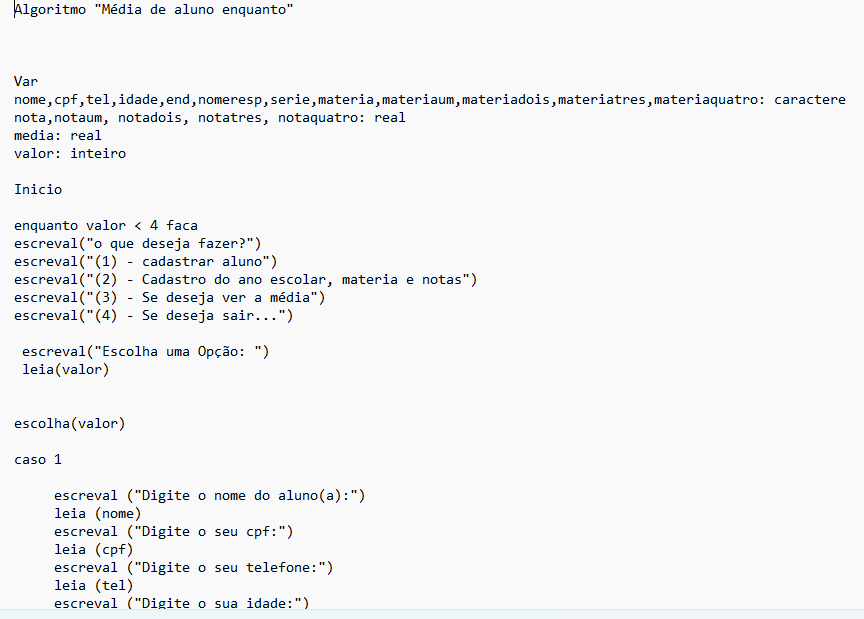 Algoritmo "Média de aluno enquanto"
Var
nome,cpf,tel,idade,end,nomeresp,serie,materia,materiaum,materiadois,materiatres,materiaquatro: caractere
nota,notaum, notadois, notatres, notaquatro: real
media: real
valor: inteiro
Inicio
enquanto valor < 4 faca
escreval("o que deseja fazer?")
escreval("(1) - cadastrar aluno")
escreval("(2) - Cadastro do ano escolar, materia e notas")
escreval("(3) - Se deseja ver a média")
escreval("(4) - Se deseja sair...")
escreval("Escolha uma Opção: ")
leia(valor)
escolha(valor)
caso 1
escreval ("Digite o nome do aluno(a):")
leia (nome)
escreval ("Digite o seu cpf:")
leia (cpf)
escreval ("Digite o seu telefone:")
leia (tel)
escreval ("Digite o sua idade:")